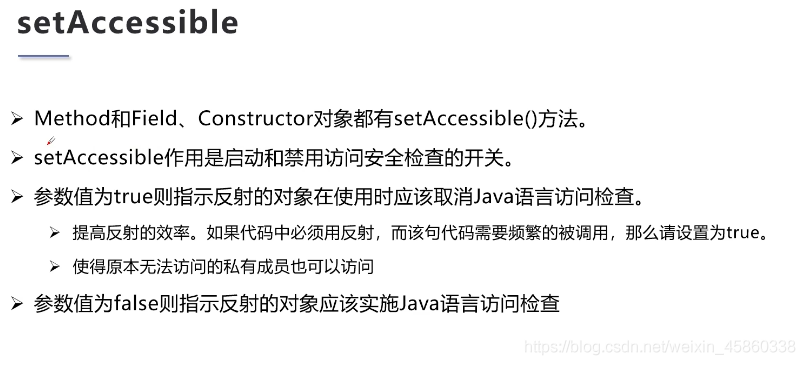 setAccessible
Method和Field、Constructor对象都有setAccessible()方法。
setAccessible作用是启动和禁用访问安全检查的开关。
参数值为true则指示反射的对象在使用时应该取消Java语言访问检查。
提高反射的效率。如果代码中必须用反射，而该句代码需要频繁的被调用，那么请设置为true。
使得原本无法访问的私有成员也可以访问
参数值为false则指示反射的对象应该实施Java语言访问检查
https://blog.csdn.net/weixin_45860338